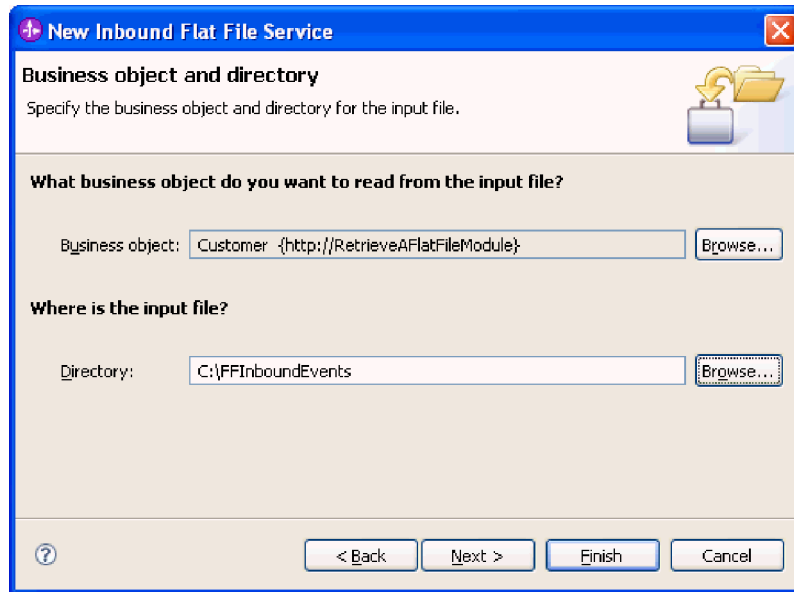 New Inbound Flat File Service
Business object and directory
Specify the business object and directory for the input file.
What business object do you want to read from the input file?
Business object: Customer {http://RetrieveAFlatFileModule} Browse...
Where is the input file?
Directory: C:\FFInboundEvents Browse...
? < Back Next > Finish Cancel